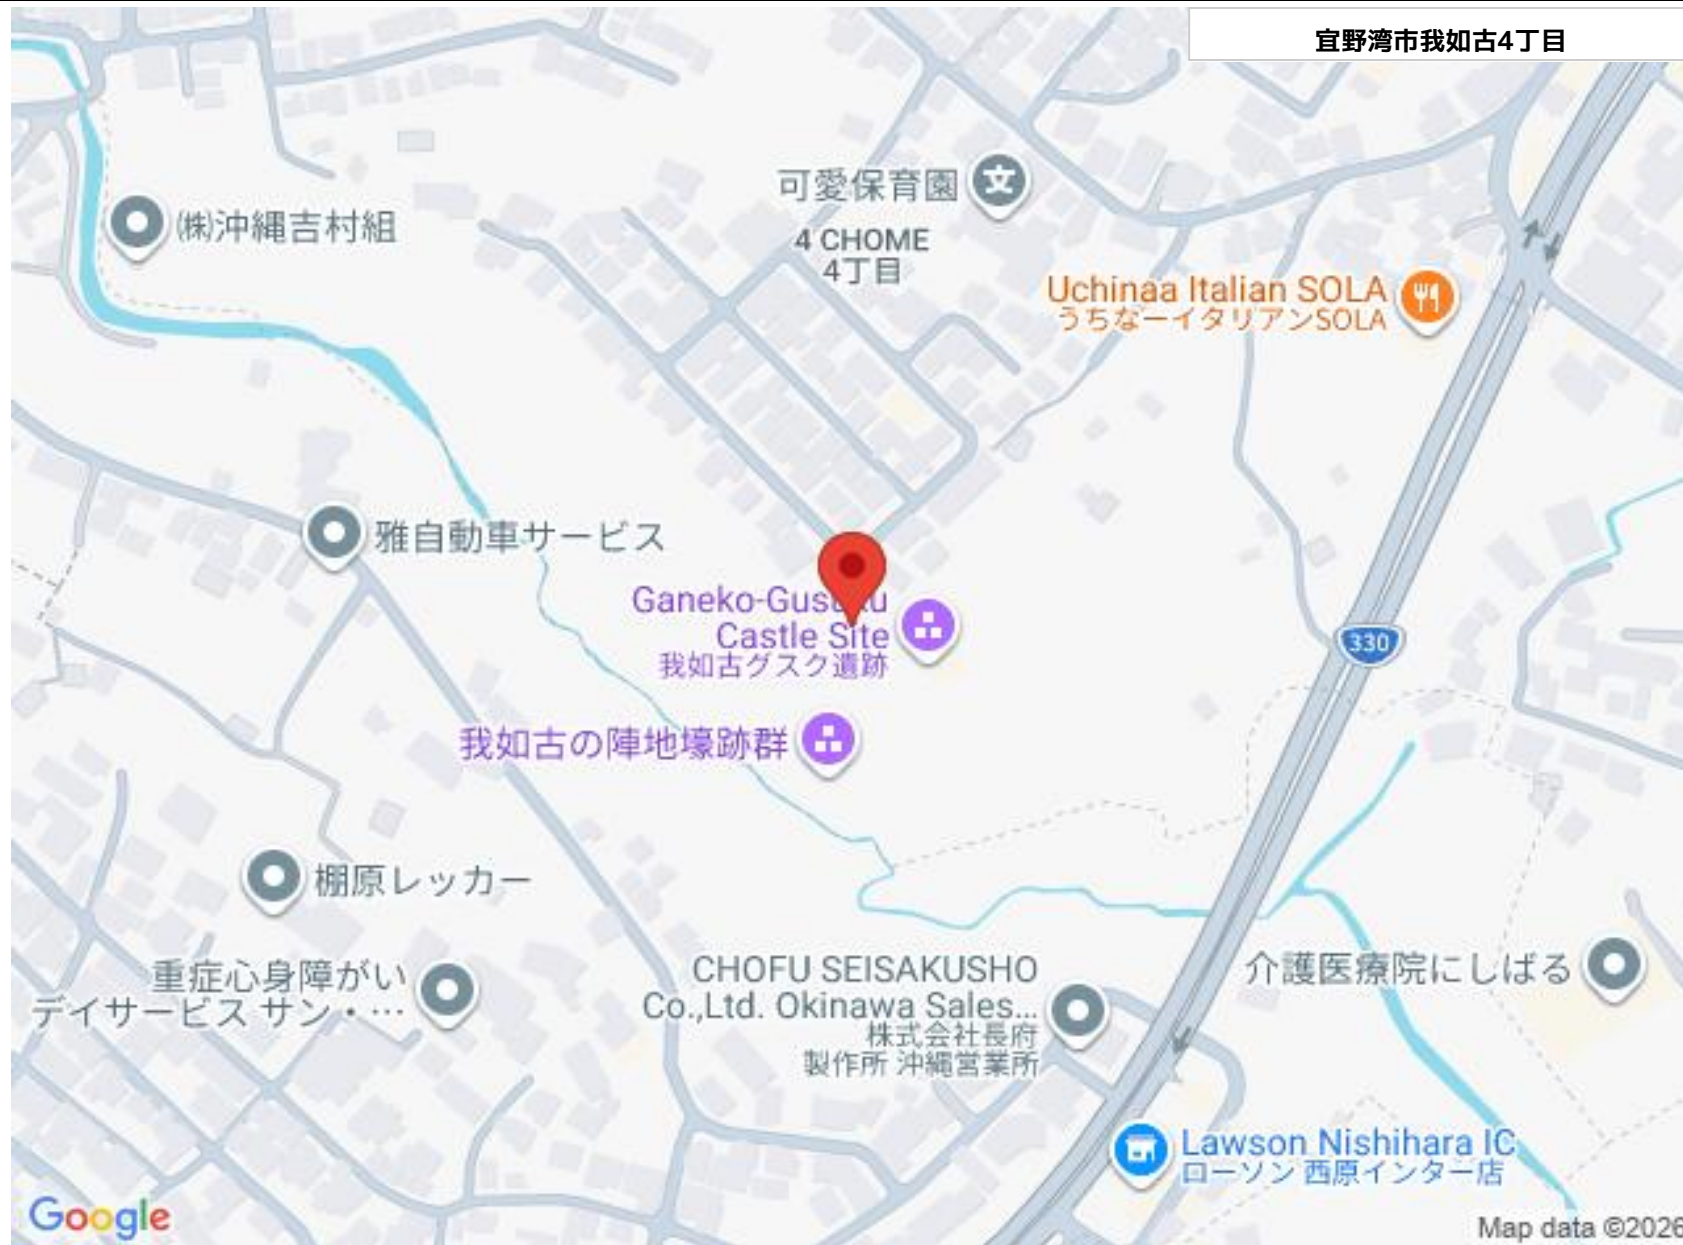 宜野湾市我如古4丁目
可愛保育園
㈱沖縄吉村組
4 CHOME
4丁目
Uchinaa Italian SOLA
うちなーイタリアンSOLA
雅自動車サービス
Ganeko-Gusuku
Castle Site
我如古グスク遺跡
330
我如古の陣地壕跡群
棚原レッカー
重症心身障がい
デイサービス サン・…
CHOFU SEISAKUSHO
Co.,Ltd. Okinawa Sales...
株式会社長府
製作所 沖縄営業所
介護医療院にしばる
Lawson Nishihara IC
ローソン 西原インター店
Google
Map data ©2026